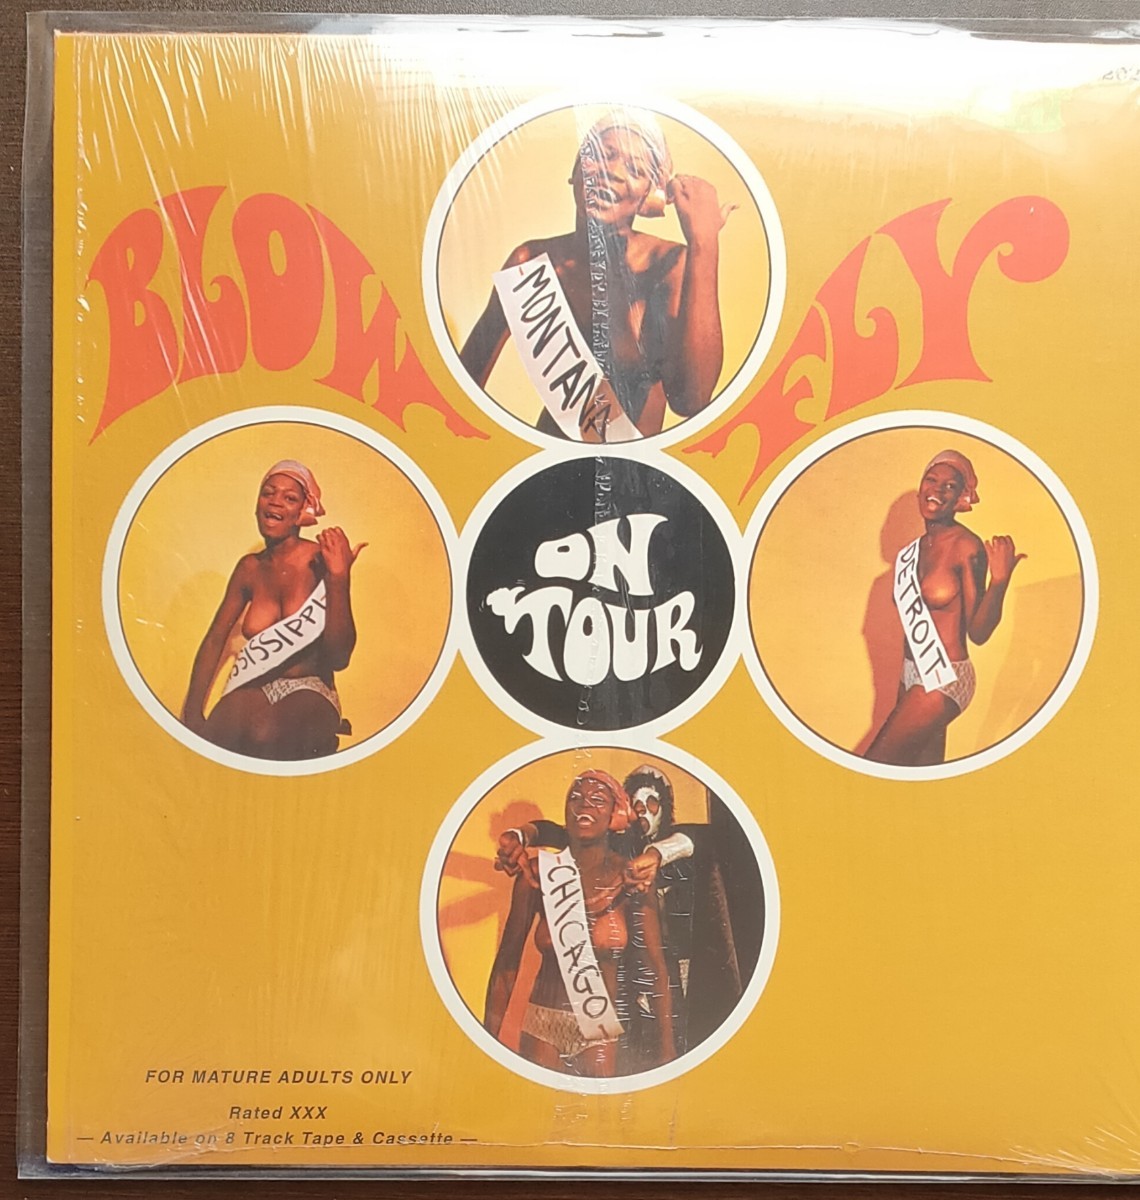 BLOW FLY
-MONTANA
ON
TOUR
SSISSIPPI
DETROIT-
-CHICAGO-
FOR MATURE ADULTS ONLY
Rated XXX
— Available on 8 Track Tape & Cassette —